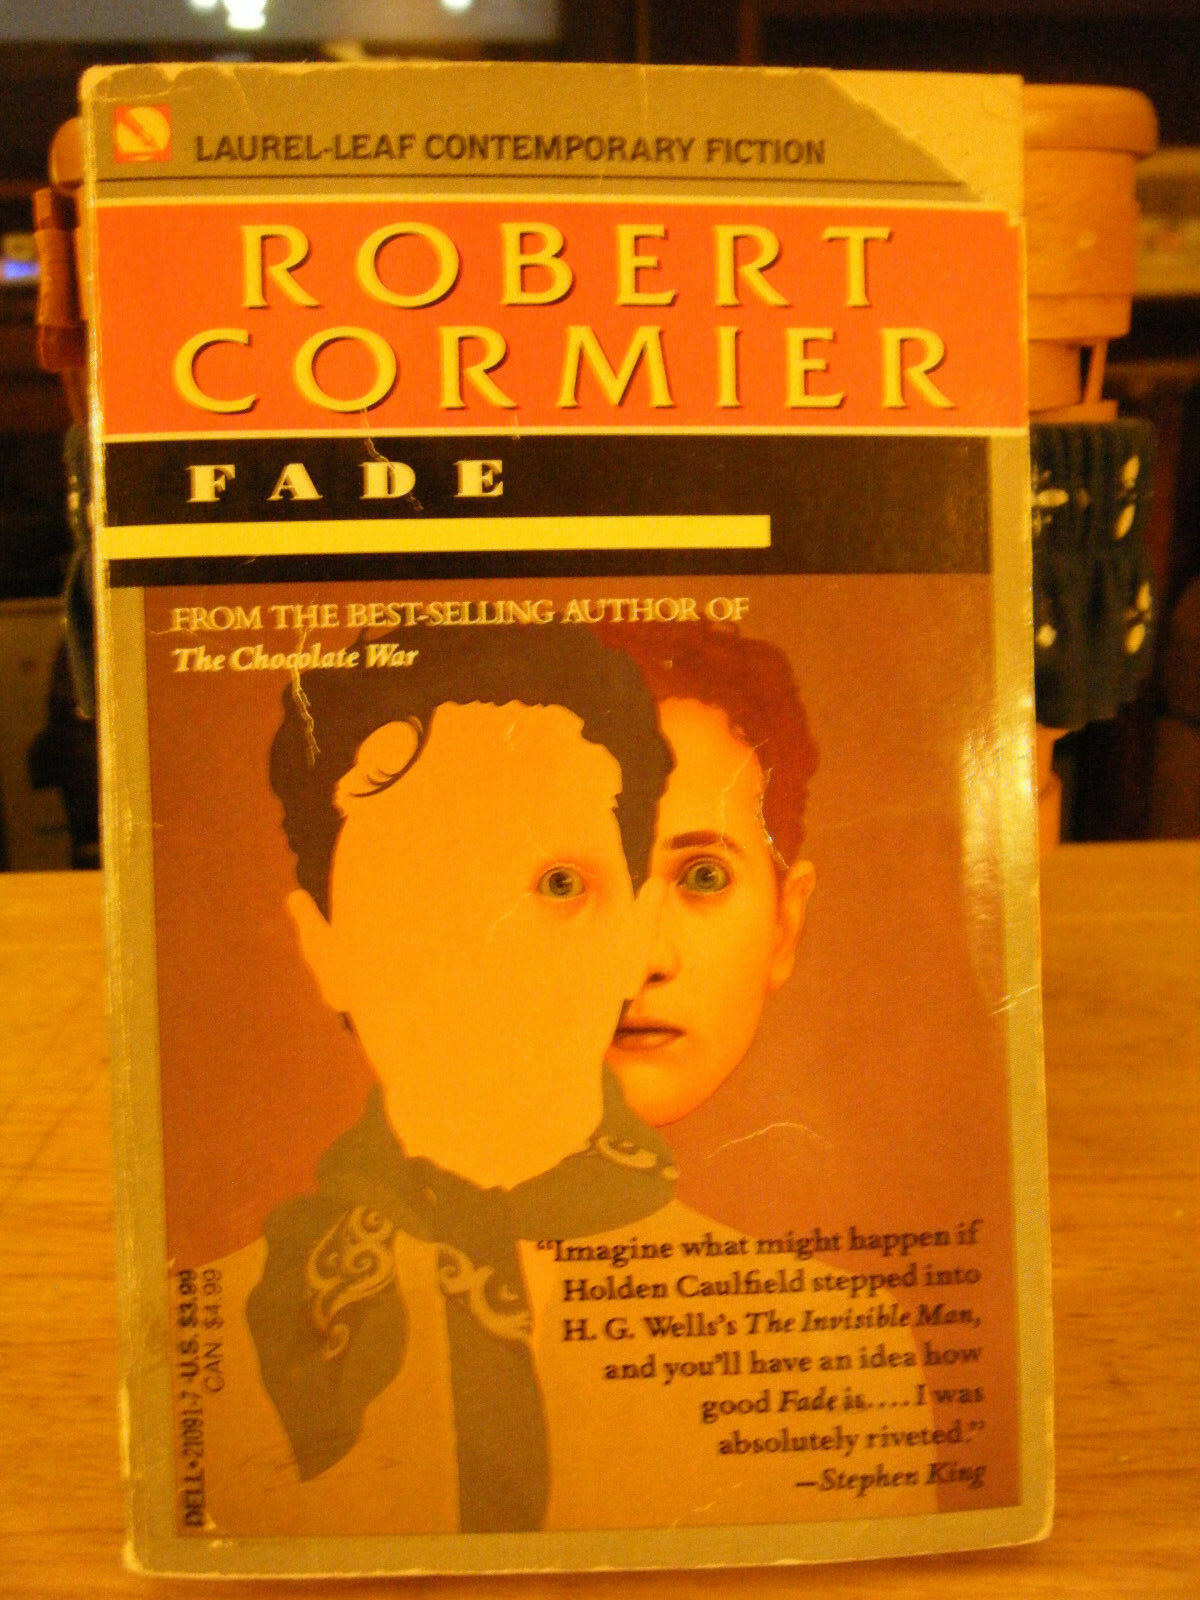 LAUREL-LEAF CONTEMPORARY FICTION
ROBERT
CORMIER
FADE
FROM THE BEST-SELLING AUTHOR OF
The Chocolate War
"Imagine what might happen if
Holden Caulfield stepped into
H. G. Wells's The Invisible Man,
and you'll have an idea how
good Fade is.... I was
absolutely riveted."
—Stephen King
DELL•21091-7•U.S. $3.99
CAN $4.99